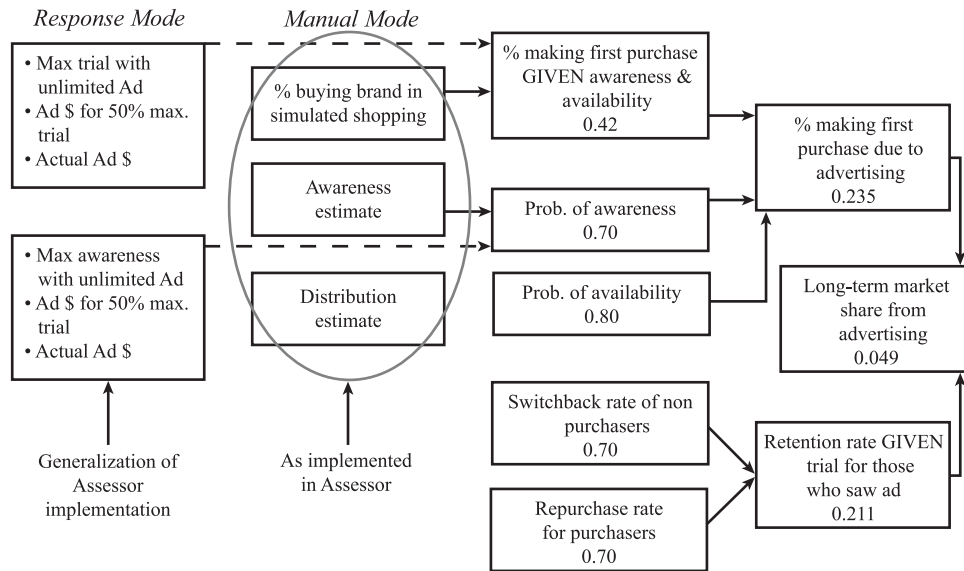 Response Mode
Manual Mode
• Max trial with
unlimited Ad
• Ad $ for 50% max.
trial
• Actual Ad $
% buying brand in
simulated shopping
% making first purchase
GIVEN awareness &
availability
0.42
% making first
purchase due to
advertising
0.235
Awareness
estimate
Prob. of awareness
0.70
• Max awareness
with unlimited Ad
• Ad $ for 50% max.
trial
• Actual Ad $
Distribution
estimate
Prob. of availability
0.80
Long-term market
share from
advertising
0.049
Switchback rate of non
purchasers
0.70
Retention rate GIVEN
trial for those
who saw ad
0.211
Repurchase rate
for purchasers
0.70
Generalization of
Assessor
implementation
As implemented
in Assessor